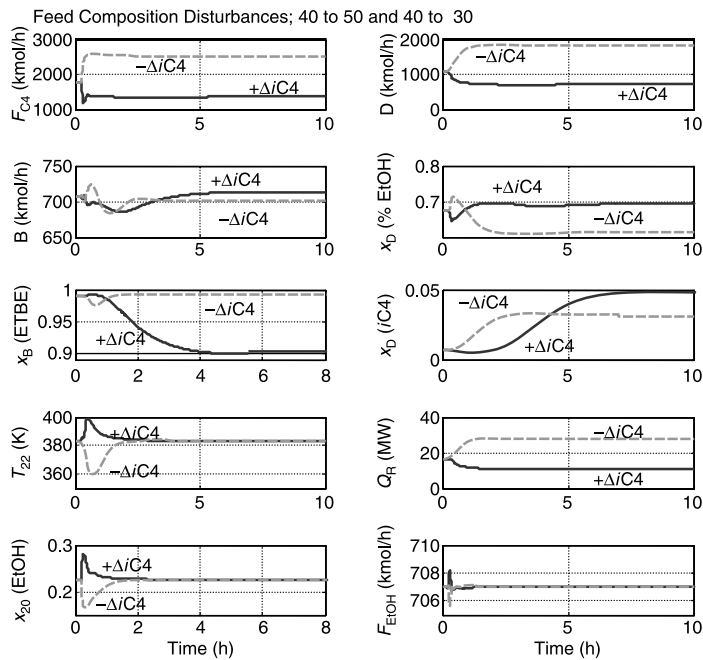 Feed Composition Disturbances; 40 to 50 and 40 to 30
F_C4 (kmol/h)
3000
2000
1000
−ΔiC4
+ΔiC4
0 5 10
D (kmol/h)
2000
1000
0
−ΔiC4
+ΔiC4
0 5 10
B (kmol/h)
750
700
650
+ΔiC4
−ΔiC4
0 5 10
x_D (% EtOH)
0.8
0.7
+ΔiC4
−ΔiC4
0 5 10
x_B (ETBE)
1
0.95
0.9
−ΔiC4
+ΔiC4
0 2 4 6 8
x_D (iC4)
0.05
0
−ΔiC4
+ΔiC4
0 5 10
T_22 (K)
400
380
360
+ΔiC4
−ΔiC4
0 5 10
Q_R (MW)
40
20
0
−ΔiC4
+ΔiC4
0 5 10
x_20 (EtOH)
0.3
0.2
+ΔiC4
−ΔiC4
0 2 4 6 8
Time (h)
F_EtOH (kmol/h)
710
708
706
0 5 10
Time (h)